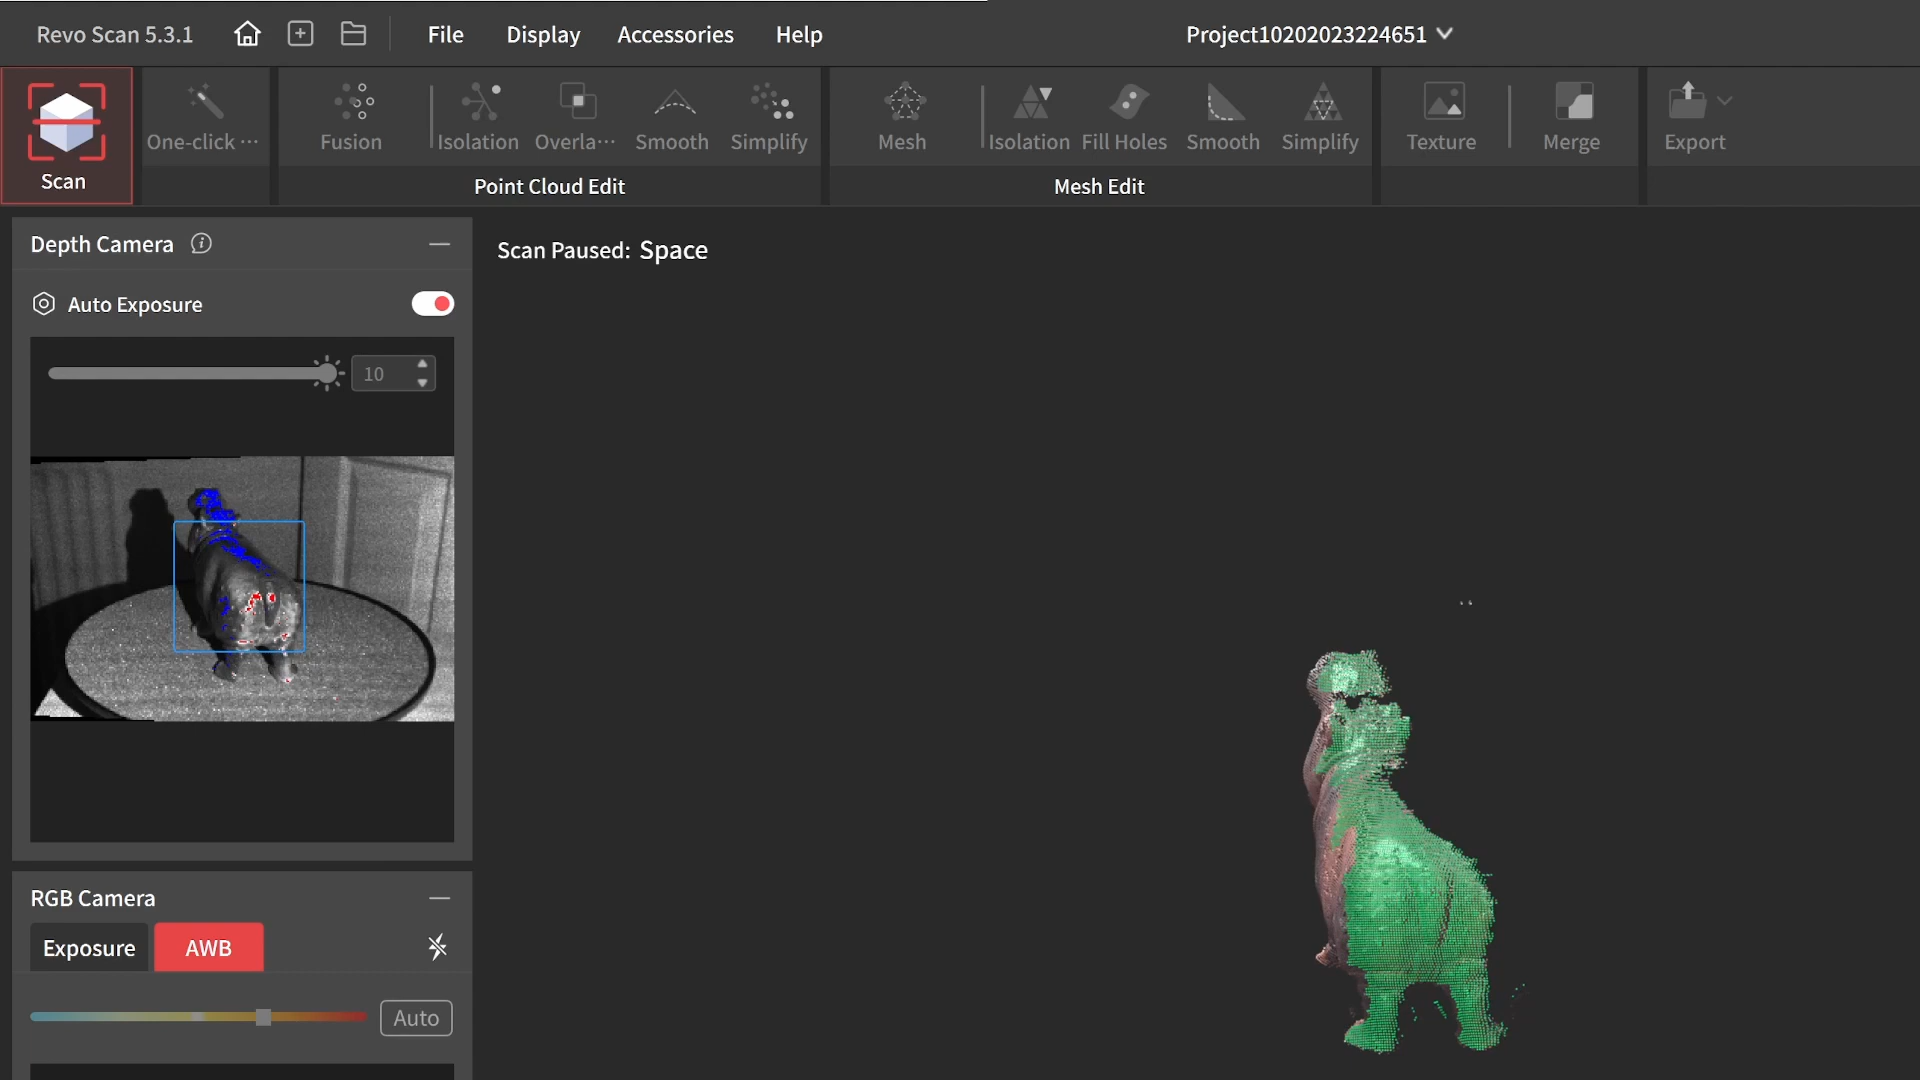 Revo Scan 5.3.1
File Display Accessories Help
Project10202023224651
Scan
One-click ···
Fusion
Isolation Overla··· Smooth Simplify
Point Cloud Edit
Mesh
Isolation Fill Holes Smooth Simplify
Mesh Edit
Texture
Merge
Export
Depth Camera
Scan Paused: Space
Auto Exposure
10
RGB Camera
Exposure AWB
Auto